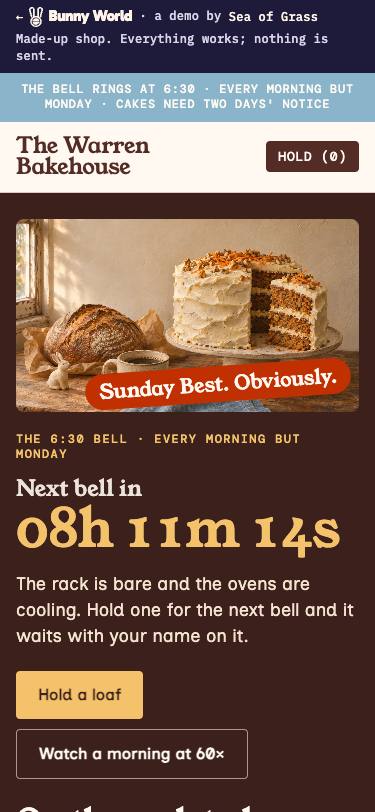 ← Bunny World · a demo by Sea of Grass
Made-up shop. Everything works; nothing is
sent.
THE BELL RINGS AT 6:30 · EVERY MORNING BUT
MONDAY · CAKES NEED TWO DAYS' NOTICE
The Warren
Bakehouse
HOLD (0)
Sunday Best. Obviously.
THE 6:30 BELL · EVERY MORNING BUT
MONDAY
Next bell in
08h 11m 14s
The rack is bare and the ovens are
cooling. Hold one for the next bell and it
waits with your name on it.
Hold a loaf
Watch a morning at 60×